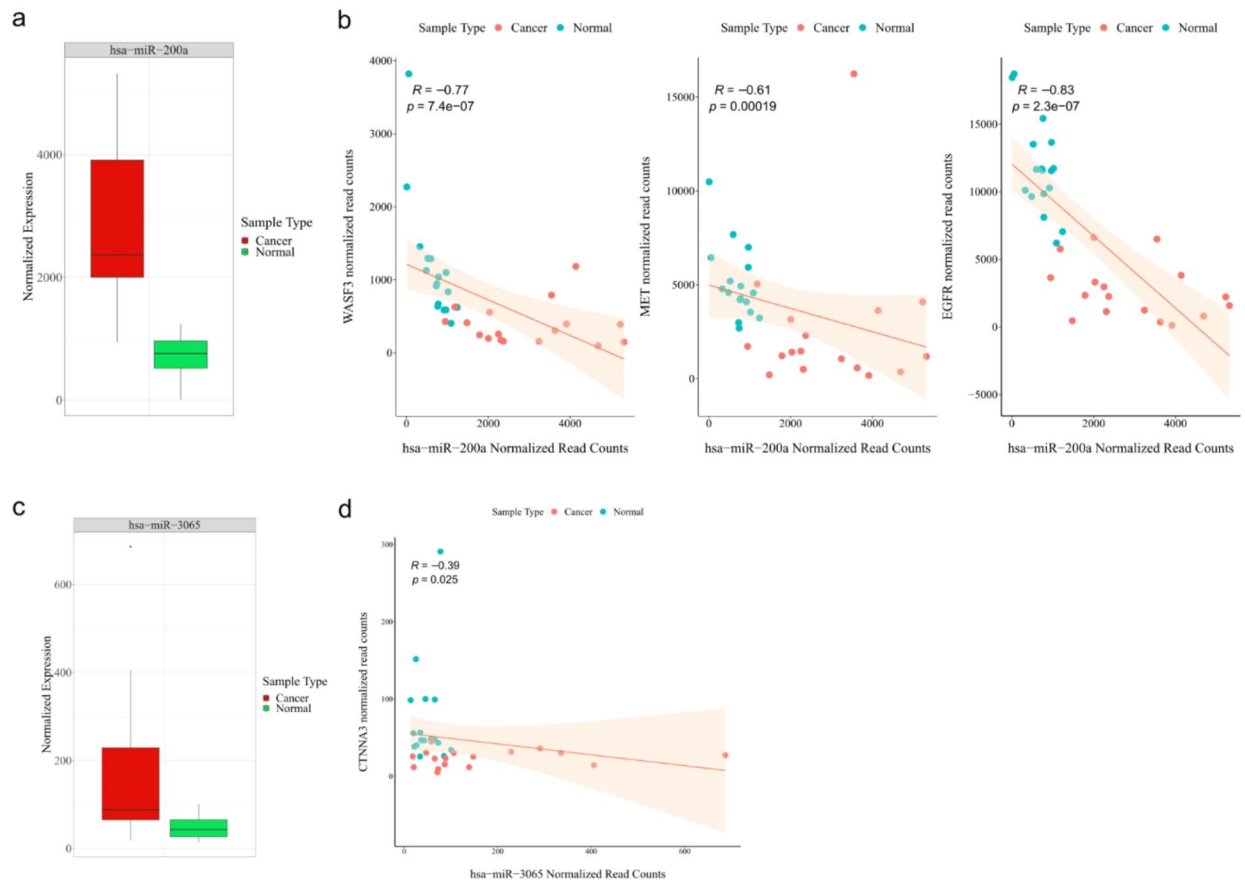 a
hsa−miR−200a
Normalized Expression
4000
2000
0
Sample Type
Cancer
Normal
b
Sample Type Cancer Normal
R = −0.77
p = 7.4e−07
WASF3 normalized read counts
4000
3000
2000
1000
0
0 2000 4000
hsa−miR−200a Normalized Read Counts
Sample Type Cancer Normal
R = −0.61
p = 0.00019
MET normalized read counts
15000
10000
5000
0
0 2000 4000
hsa−miR−200a Normalized Read Counts
Sample Type Cancer Normal
R = −0.83
p = 2.3e−07
EGFR normalized read counts
15000
10000
5000
0
−5000
0 2000 4000
hsa−miR−200a Normalized Read Counts
c
hsa−miR−3065
Normalized Expression
600
400
200
0
Sample Type
Cancer
Normal
d
Sample Type Cancer Normal
R = −0.39
p = 0.025
CTNNA3 normalized read counts
300
200
100
0
0 200 400 600
hsa−miR−3065 Normalized Read Counts